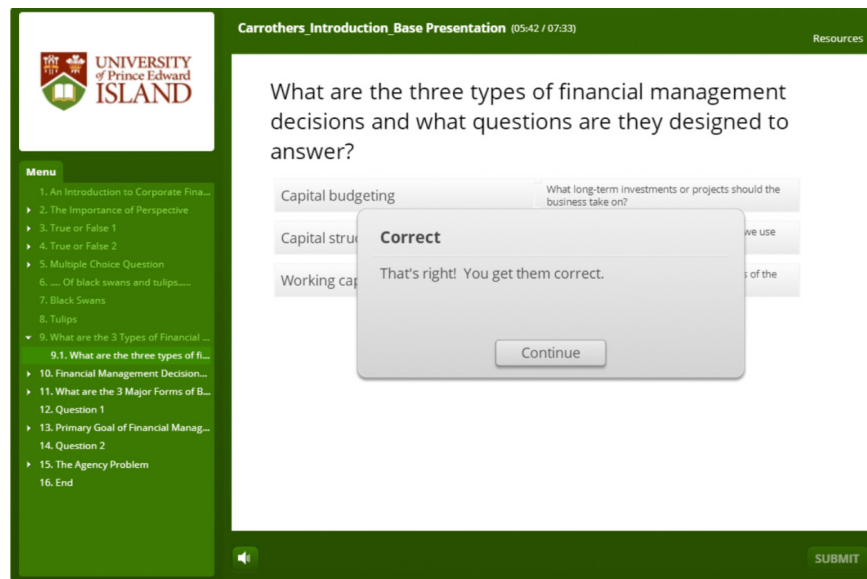 UNIVERSITY
of Prince Edward
ISLAND
Carrothers_Introduction_Base Presentation (05:42 / 07:33)
Resources
Menu
1. An Introduction to Corporate Fina...
2. The Importance of Perspective
3. True or False 1
4. True or False 2
5. Multiple Choice Question
6. .... Of black swans and tulips.....
7. Black Swans
8. Tulips
9. What are the 3 Types of Financial ...
9.1. What are the three types of fi...
10. Financial Management Decision...
11. What are the 3 Major Forms of B...
12. Question 1
13. Primary Goal of Financial Manag...
14. Question 2
15. The Agency Problem
16. End
What are the three types of financial management
decisions and what questions are they designed to
answer?
Capital budgeting
What long-term investments or projects should the
business take on?
Capital
we use
Working
of the
Correct
That's right! You get them correct.
Continue
SUBMIT